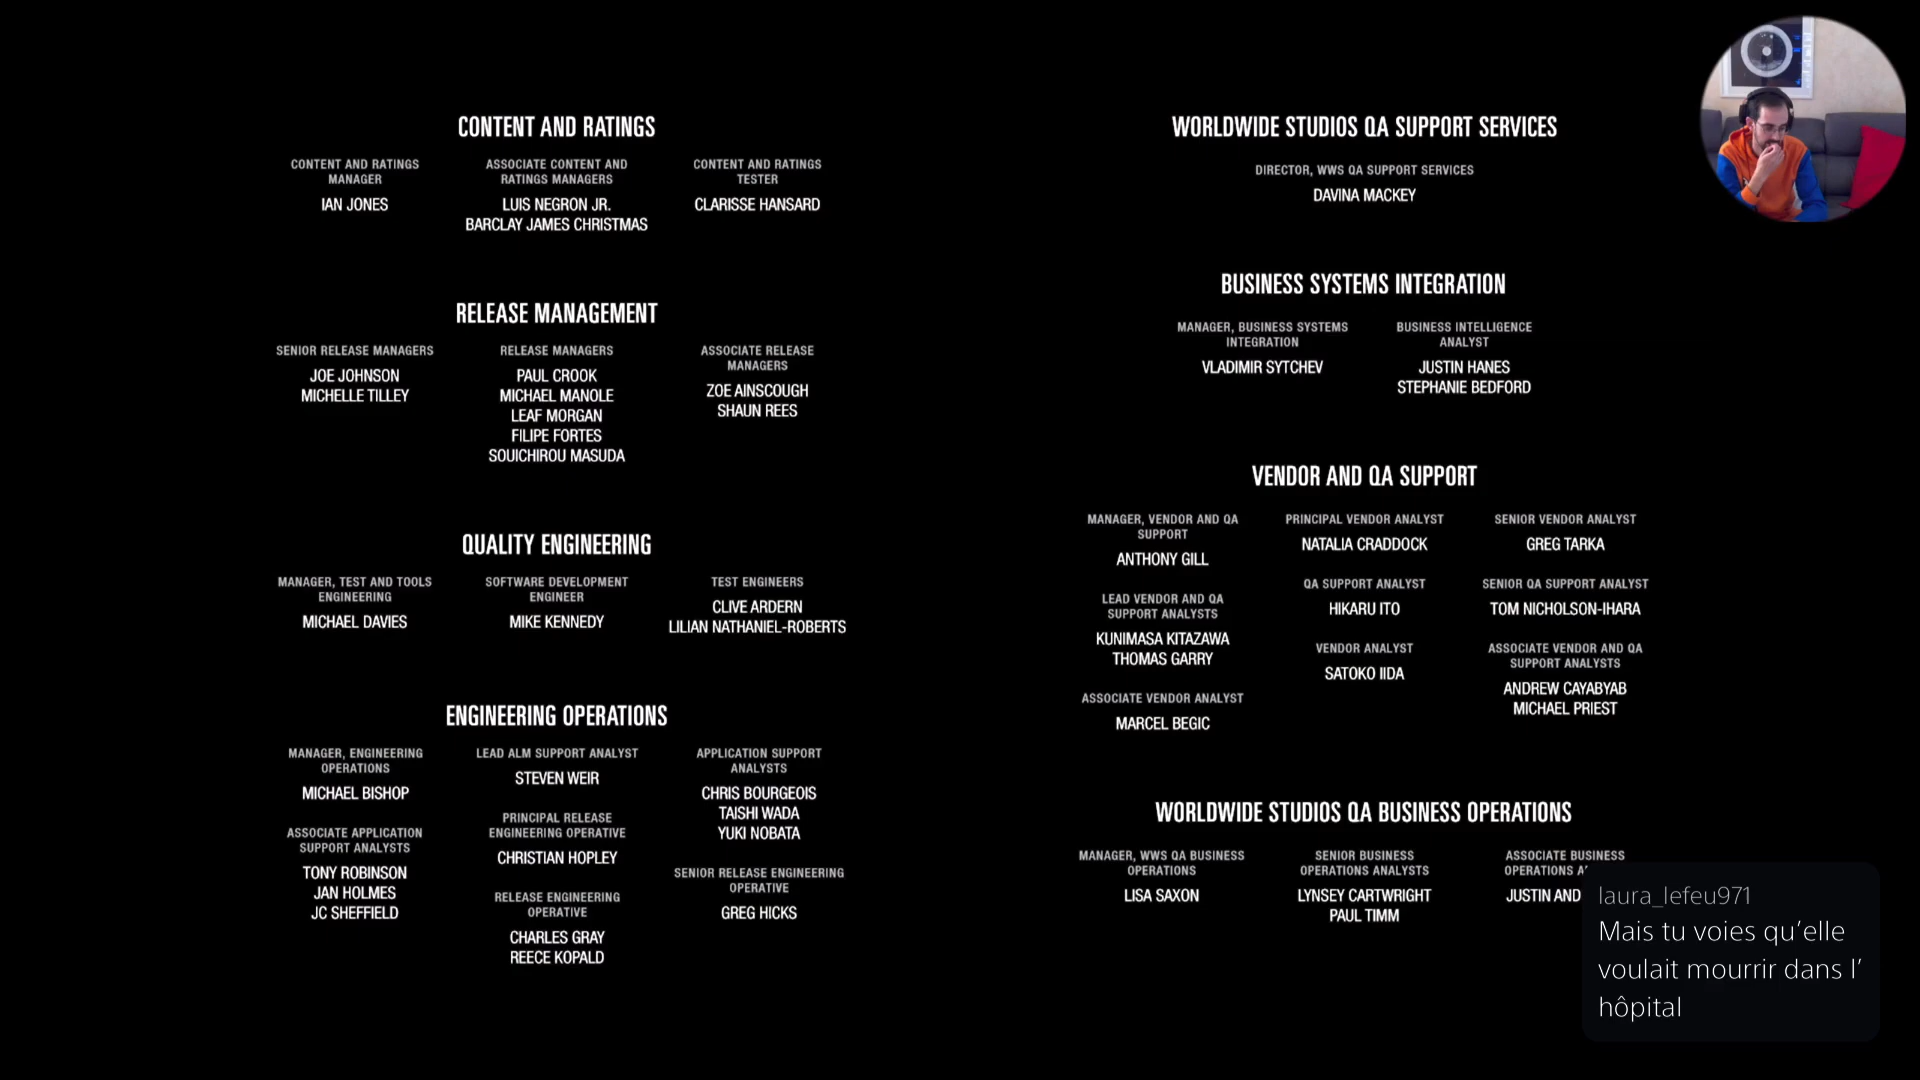 CONTENT AND RATINGS
CONTENT AND RATINGS
MANAGER
IAN JONES
ASSOCIATE CONTENT AND
RATINGS MANAGERS
LUIS NEGRON JR.
BARCLAY JAMES CHRISTMAS
CONTENT AND RATINGS
TESTER
CLARISSE HANSARD
RELEASE MANAGEMENT
SENIOR RELEASE MANAGERS
JOE JOHNSON
MICHELLE TILLEY
RELEASE MANAGERS
PAUL CROOK
MICHAEL MANOLE
LEAF MORGAN
FILIPE FORTES
SOUICHIROU MASUDA
ASSOCIATE RELEASE
MANAGERS
ZOE AINSCOUGH
SHAUN REES
QUALITY ENGINEERING
MANAGER, TEST AND TOOLS
ENGINEERING
MICHAEL DAVIES
SOFTWARE DEVELOPMENT
ENGINEER
MIKE KENNEDY
TEST ENGINEERS
CLIVE ARDERN
LILIAN NATHANIEL-ROBERTS
ENGINEERING OPERATIONS
MANAGER, ENGINEERING
OPERATIONS
MICHAEL BISHOP
ASSOCIATE APPLICATION
SUPPORT ANALYSTS
TONY ROBINSON
JAN HOLMES
JC SHEFFIELD
LEAD ALM SUPPORT ANALYST
STEVEN WEIR
PRINCIPAL RELEASE
ENGINEERING OPERATIVE
CHRISTIAN HOPLEY
RELEASE ENGINEERING
OPERATIVE
CHARLES GRAY
REECE KOPALD
APPLICATION SUPPORT
ANALYSTS
CHRIS BOURGEOIS
TAISHI WADA
YUKI NOBATA
SENIOR RELEASE ENGINEERING
OPERATIVE
GREG HICKS
WORLDWIDE STUDIOS QA SUPPORT SERVICES
DIRECTOR, WWS QA SUPPORT SERVICES
DAVINA MACKEY
BUSINESS SYSTEMS INTEGRATION
MANAGER, BUSINESS SYSTEMS
INTEGRATION
VLADIMIR SYTCHEV
BUSINESS INTELLIGENCE
ANALYST
JUSTIN HANES
STEPHANIE BEDFORD
VENDOR AND QA SUPPORT
MANAGER, VENDOR AND QA
SUPPORT
ANTHONY GILL
LEAD VENDOR AND QA
SUPPORT ANALYSTS
KUNIMASA KITAZAWA
THOMAS GARRY
ASSOCIATE VENDOR ANALYST
MARCEL BEGIC
PRINCIPAL VENDOR ANALYST
NATALIA CRADDOCK
QA SUPPORT ANALYST
HIKARU ITO
VENDOR ANALYST
SATOKO IIDA
SENIOR VENDOR ANALYST
GREG TARKA
SENIOR QA SUPPORT ANALYST
TOM NICHOLSON-IHARA
ASSOCIATE VENDOR AND QA
SUPPORT ANALYSTS
ANDREW CAYABYAB
MICHAEL PRIEST
WORLDWIDE STUDIOS QA BUSINESS OPERATIONS
MANAGER, WWS QA BUSINESS
OPERATIONS
LISA SAXON
SENIOR BUSINESS
OPERATIONS ANALYSTS
LYNSEY CARTWRIGHT
PAUL TIMM
ASSOCIATE BUSINESS
OPERATIONS
JUSTIN
laura_lefeu971
Mais tu voies qu'elle
voulait mourrir dans l'
hôpital